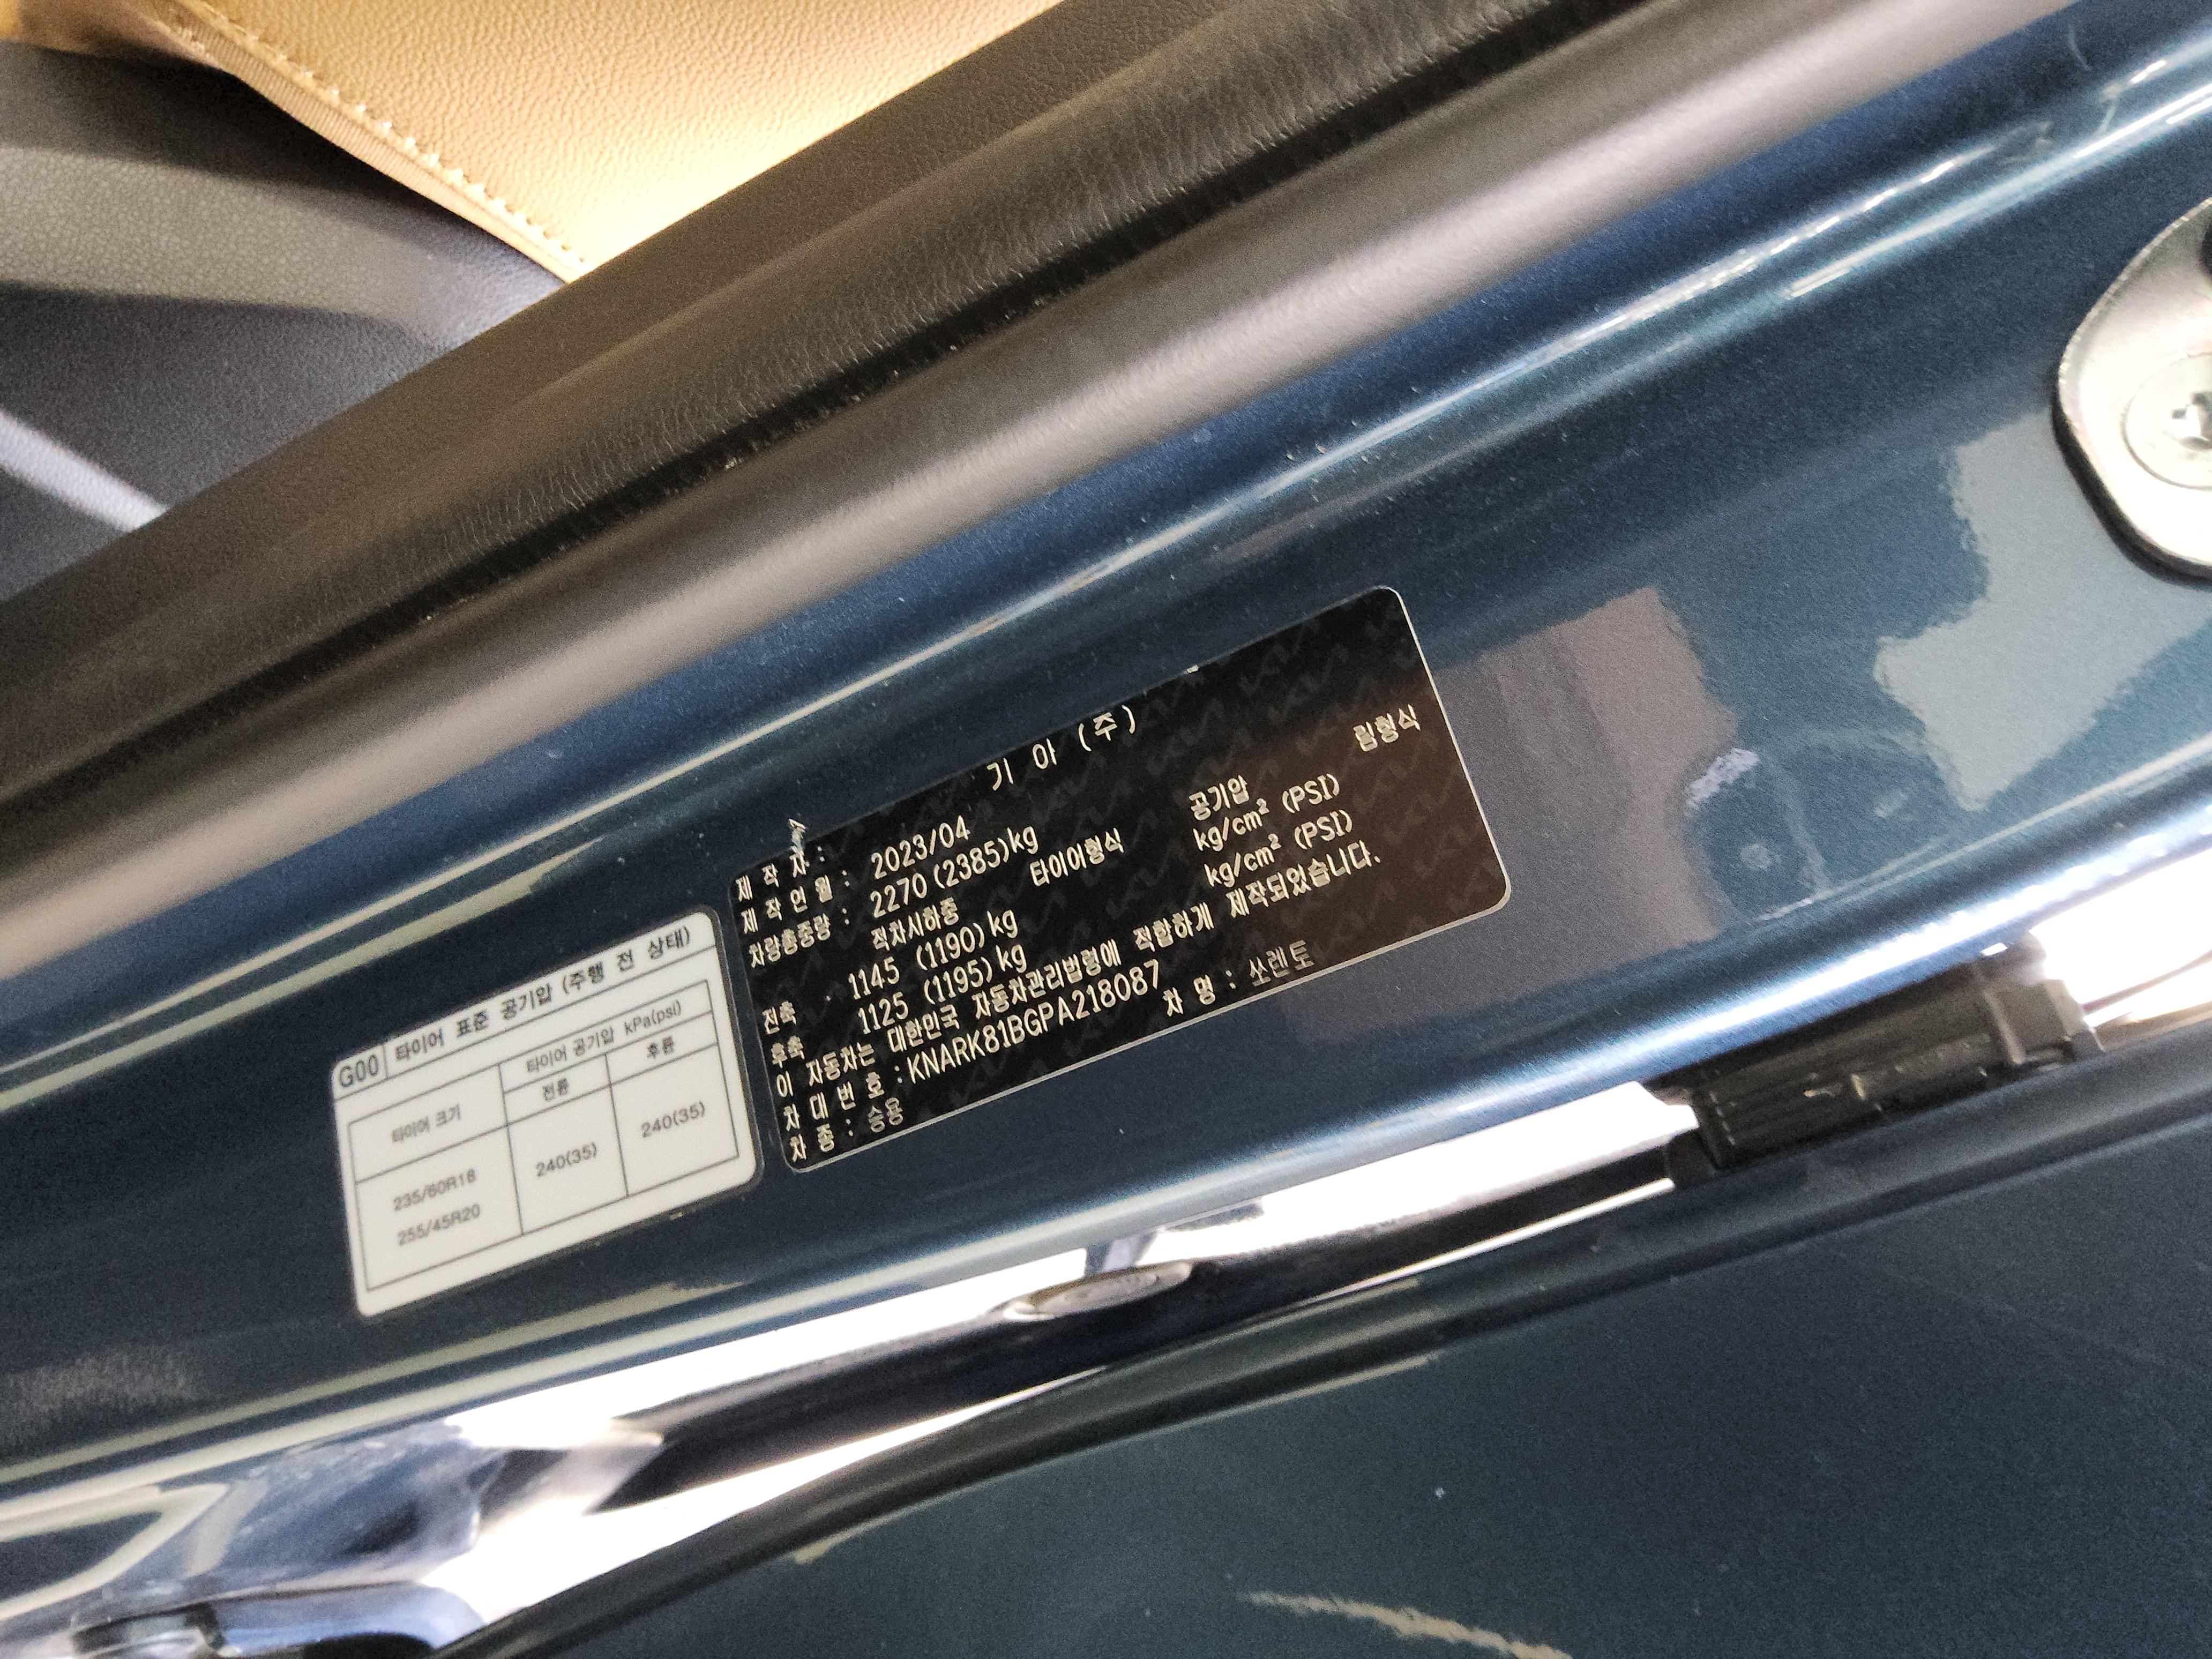 G00 타이어 표준 공기압 (주행 전 상태)
타이어 크기 타이어 공기압 kPa(psi)
전륜 후륜
235/60R18 240(35) 240(35)
255/45R20
제 작 자 : 기 아 (주)
제 작 연 월 : 2023/04
차량총중량 : 2270 (2385)kg
적차시하중 타이어형식 공기압 림형식
전축 1145 (1190) kg kg/cm² (PSI)
후축 1125 (1195) kg kg/cm² (PSI)
이 자동차는 대한민국 자동차관리법령에 적합하게 제작되었습니다.
차 대 번 호 : KNARK81BGPA218087
차 종 : 승용 차 명 : 쏘렌토